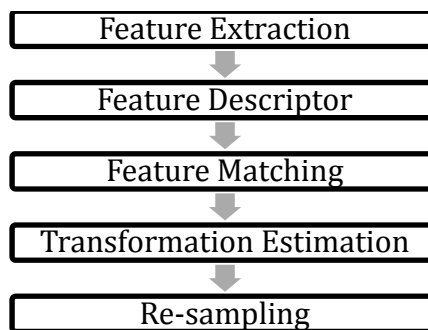 Feature Extraction
Feature Descriptor
Feature Matching
Transformation Estimation
Re-sampling